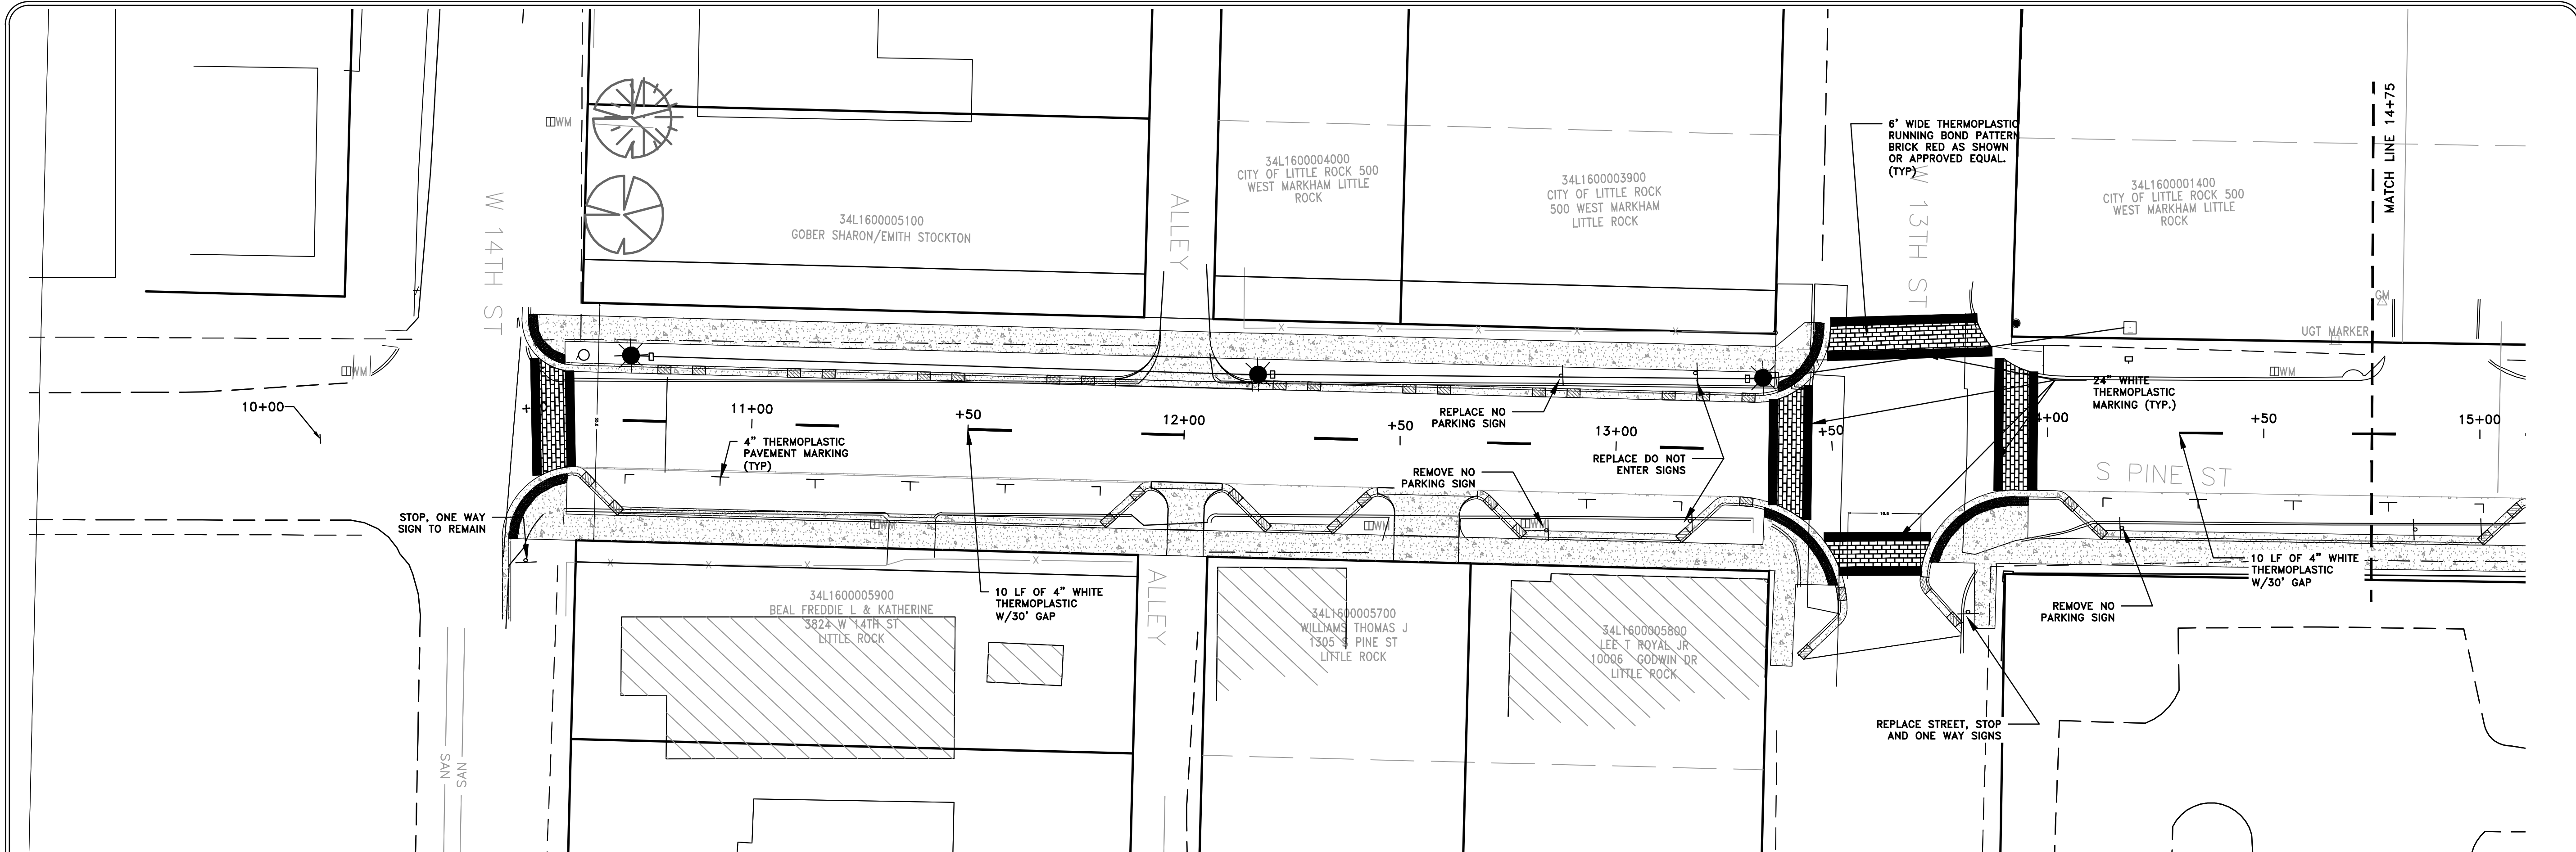 6' WIDE THERMOPLASTIC
RUNNING BOND PATTERN
BRICK RED AS SHOWN
OR APPROVED EQUAL.
(TYP)
MATCH LINE 14+75
WM
W 14TH ST
ALLEY
34L1600005100
GOBER SHARON/EMITH STOCKTON
34L1600004000
CITY OF LITTLE ROCK 500
WEST MARKHAM LITTLE
ROCK
34L1600003900
CITY OF LITTLE ROCK
500 WEST MARKHAM
LITTLE ROCK
W 13TH ST
34L1600001400
CITY OF LITTLE ROCK 500
WEST MARKHAM LITTLE
ROCK
GM
UGT MARKER
WM
WM
X X X X X
10+00
11+00
+50
12+00
+50
13+00
+50
4+00
+50
15+00
4" THERMOPLASTIC
PAVEMENT MARKING
(TYP)
REPLACE NO
PARKING SIGN
REMOVE NO
PARKING SIGN
REPLACE DO NOT
ENTER SIGNS
24" WHITE
THERMOPLASTIC
MARKING (TYP.)
S PINE ST
STOP, ONE WAY
SIGN TO REMAIN
WM
WM
WM
X X X X X
10 LF OF 4" WHITE
THERMOPLASTIC
W/30' GAP
10 LF OF 4" WHITE
THERMOPLASTIC
W/30' GAP
REMOVE NO
PARKING SIGN
34L1600005900
BEAL FREDDIE L & KATHERINE
3824 W 14TH ST
LITTLE ROCK
ALLEY
34L1600005700
WILLIAMS THOMAS J
1305 S PINE ST
LITTLE ROCK
34L1600005800
LEE T ROYAL JR
10006 GODWIN DR
LITTLE ROCK
REPLACE STREET, STOP
AND ONE WAY SIGNS
SAN
SAN